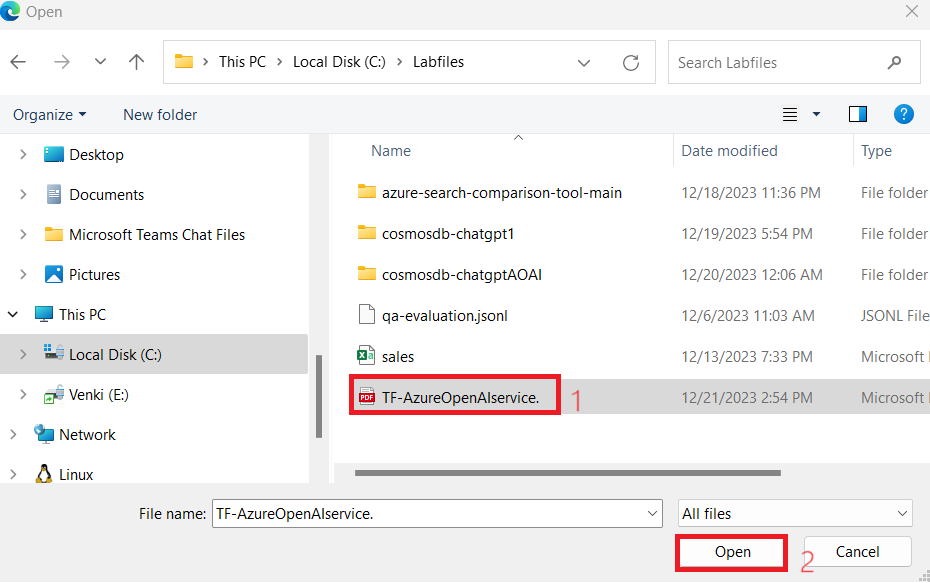 Open
This PC Local Disk (C:) Labfiles
Search Labfiles
Organize New folder
?
Name Date modified Type
Desktop
Documents
Microsoft Teams Chat Files
Pictures
This PC
Local Disk (C:)
Venki (E:)
Network
Linux
azure-search-comparison-tool-main 12/18/2023 11:36 PM File folder
cosmosdb-chatgpt1 12/19/2023 5:54 PM File folder
cosmosdb-chatgptAOAI 12/20/2023 12:06 AM File folder
qa-evaluation.jsonl 12/6/2023 11:03 AM JSONL File
sales 12/13/2023 7:33 PM Microsoft
PDF TF-AzureOpenAIservice. 1 12/21/2023 2:54 PM Microsoft
File name: TF-AzureOpenAIservice. All files
Open 2 Cancel